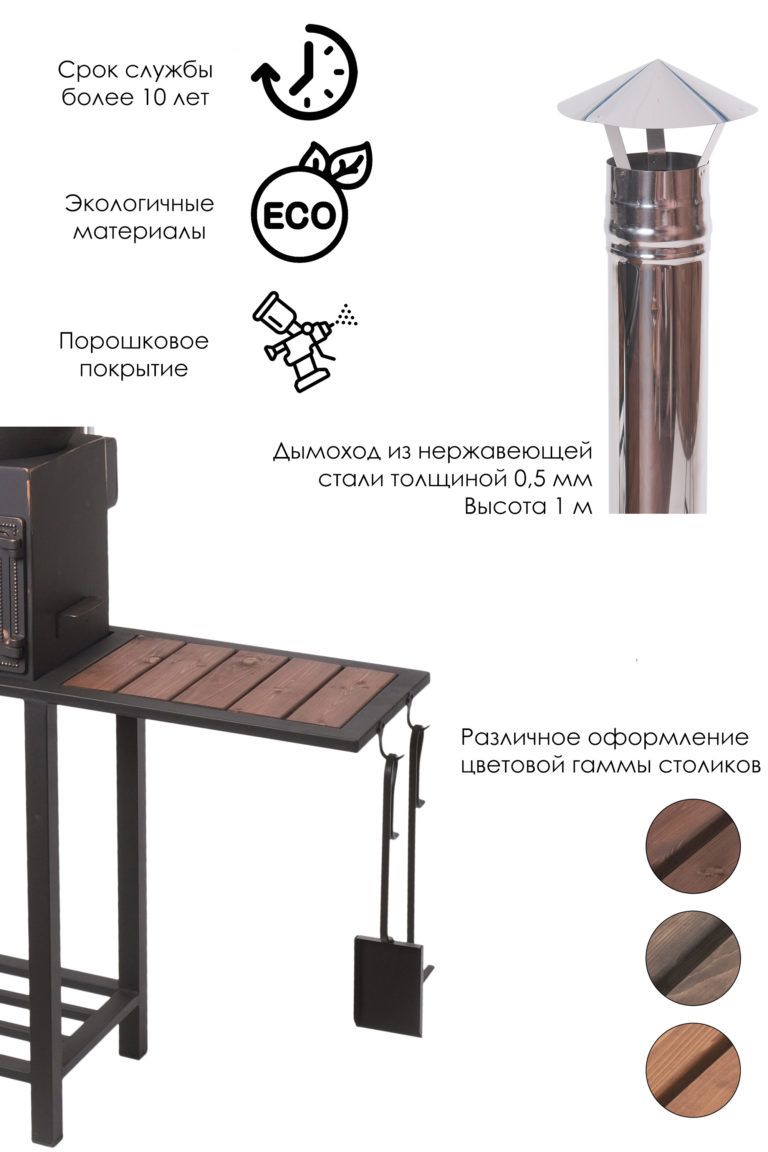 Срок службы
более 10 лет
ECO
Экологичные
материалы
Порошковое
покрытие
Дымоход из нержавеющей
стали толщиной 0,5 мм
Высота 1 м
Различное оформление
цветовой гаммы столиков